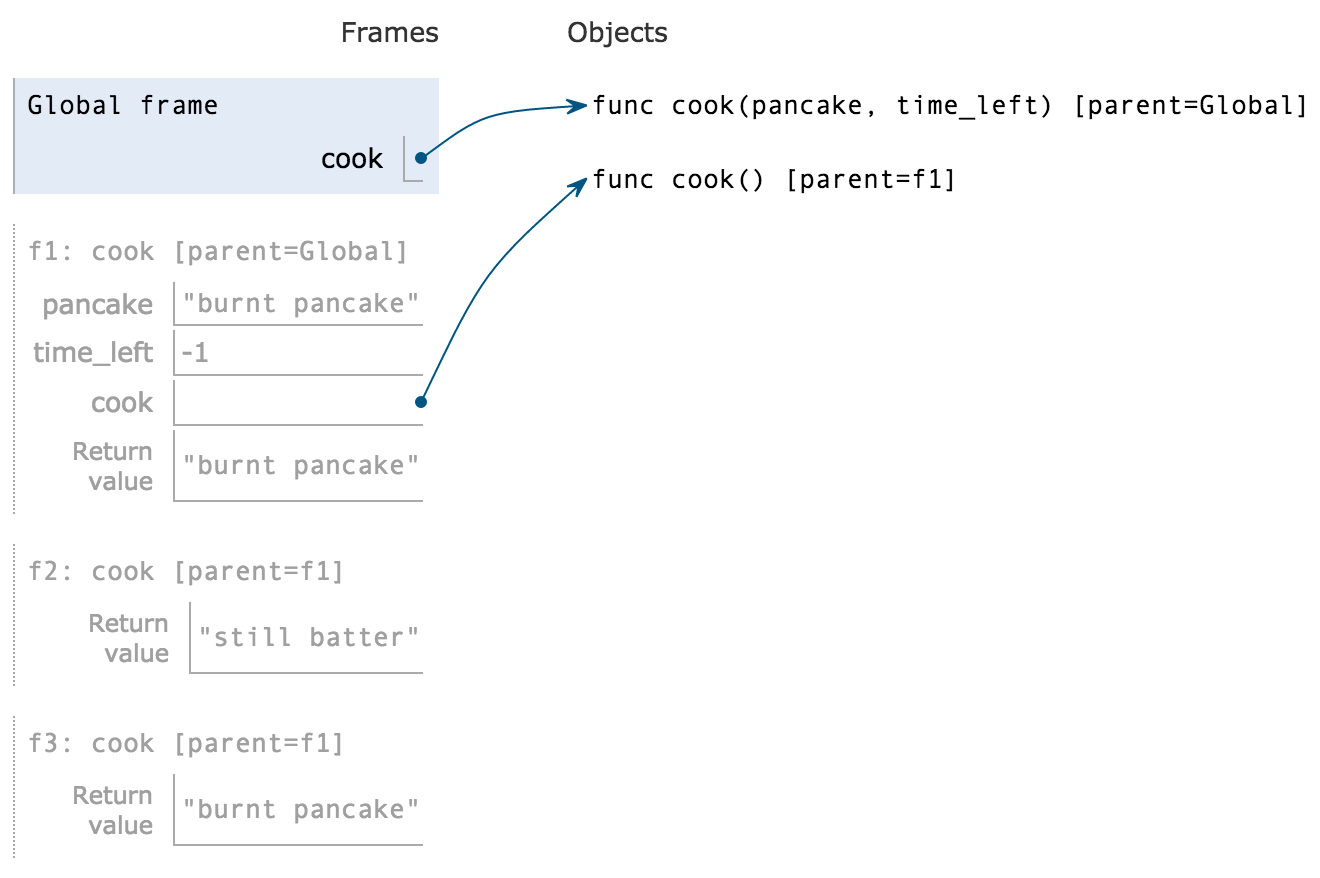 Frames Objects
Global frame
func cook(pancake, time_left) [parent=Global]
cook
func cook() [parent=f1]
f1: cook [parent=Global]
pancake "burnt pancake"
time_left -1
cook
Return
value
"burnt pancake"
f2: cook [parent=f1]
Return
value
"still batter"
f3: cook [parent=f1]
Return
value
"burnt pancake"